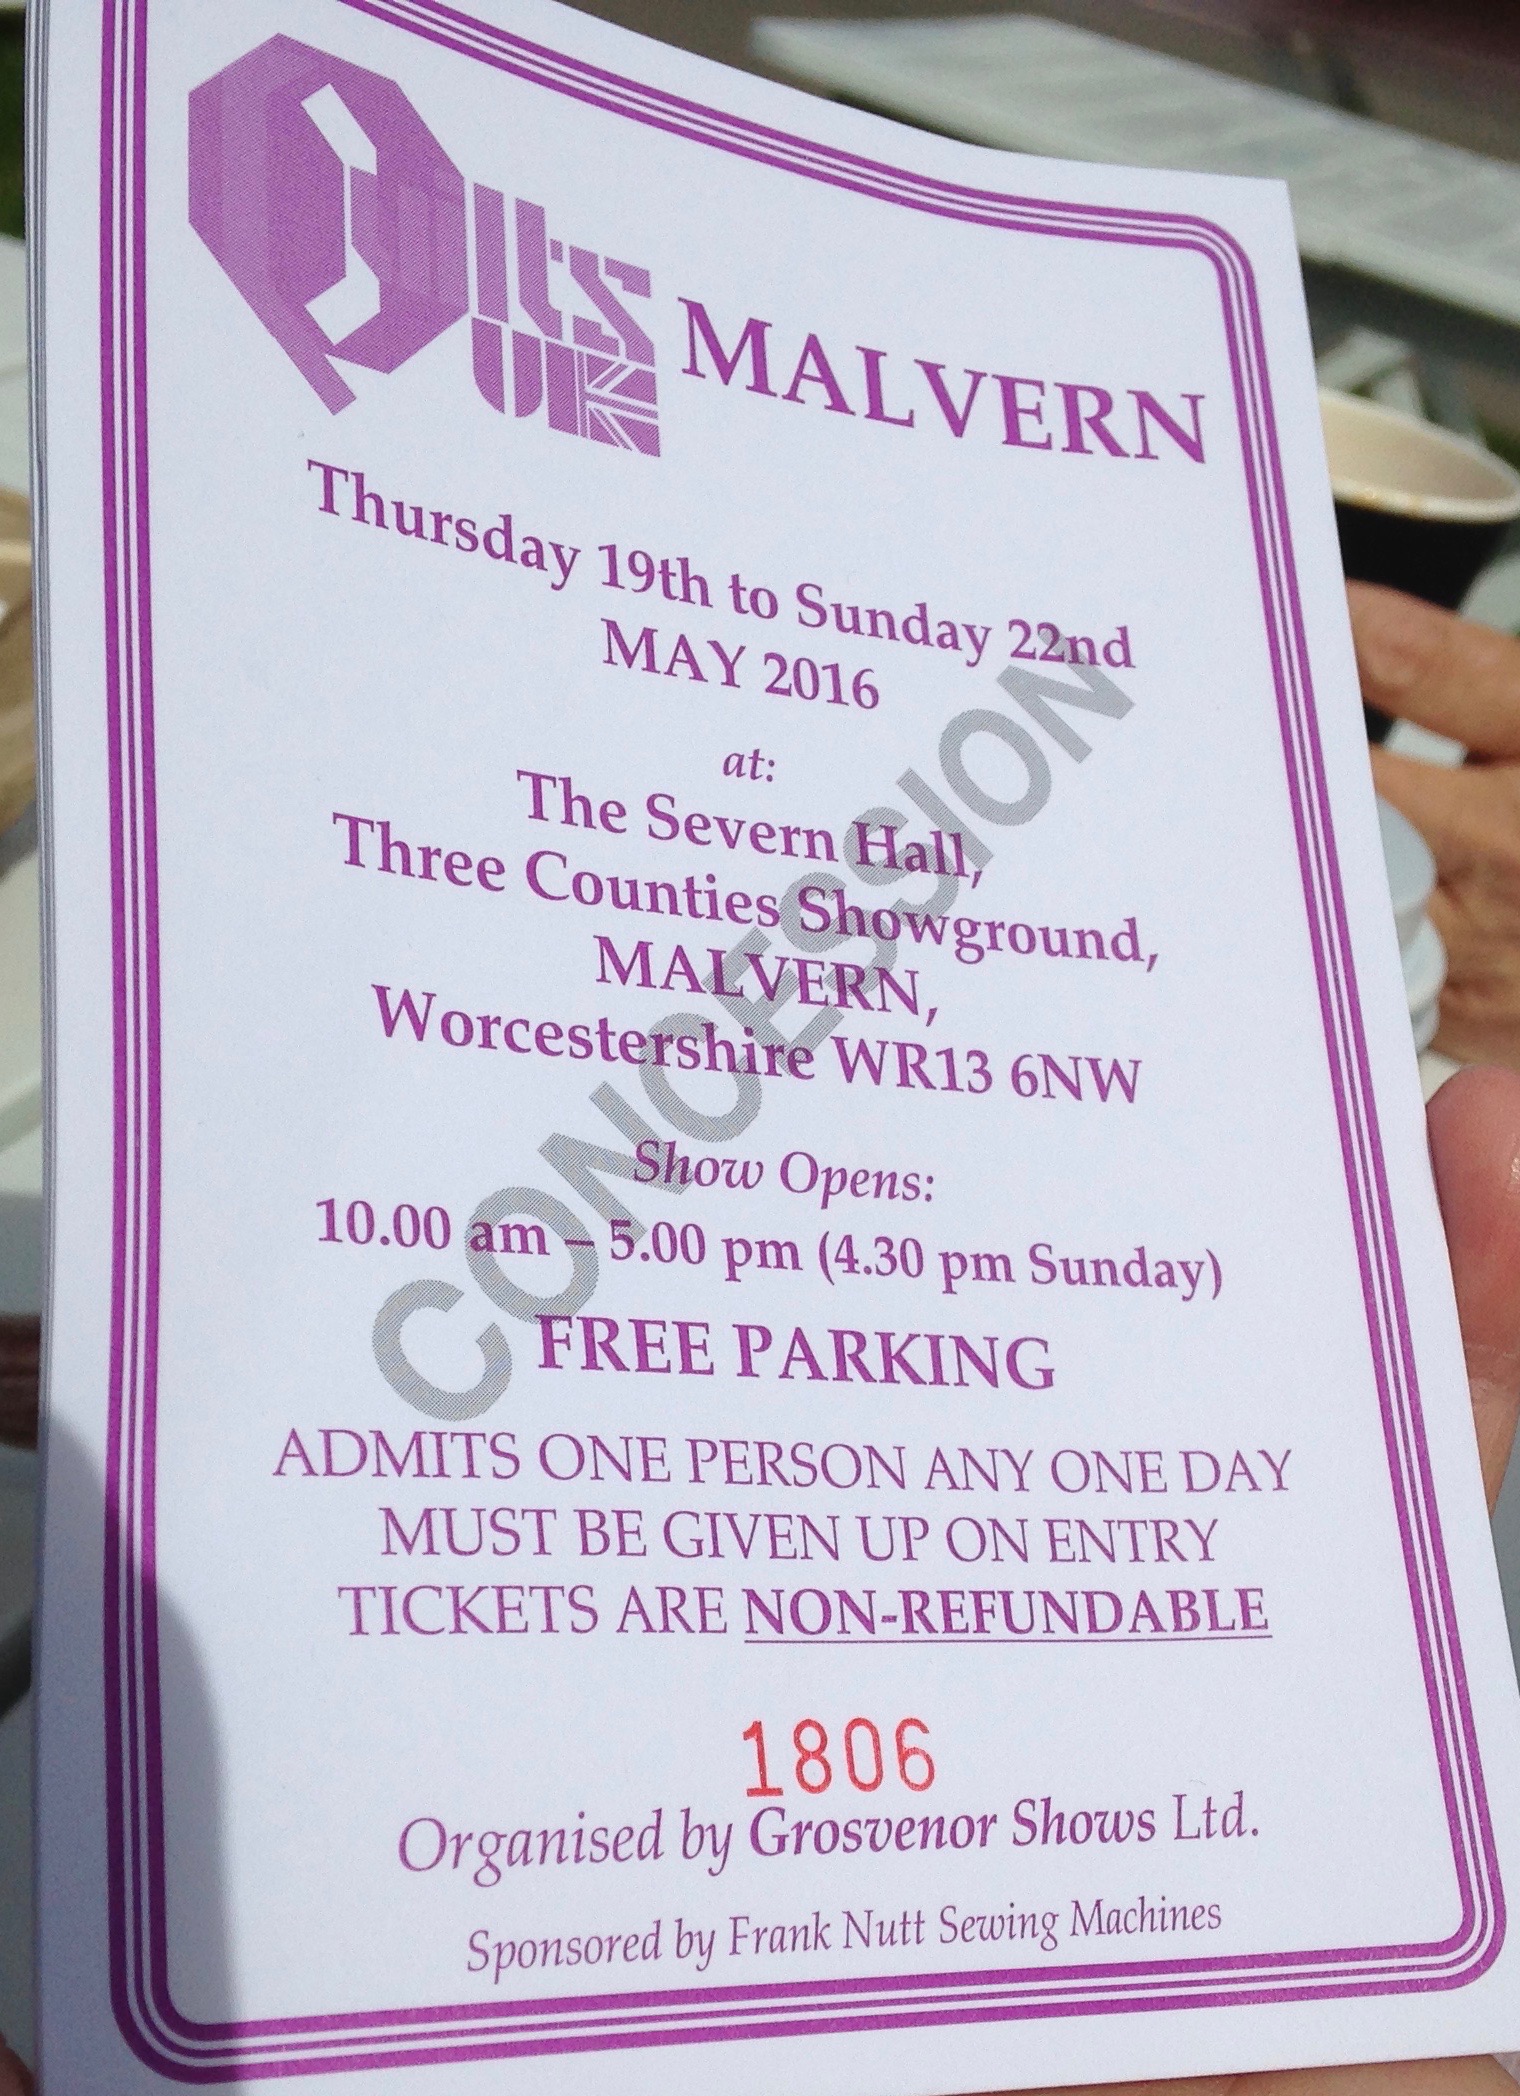 Quilts
UK
MALVERN
Thursday 19th to Sunday 22nd
MAY 2016
at:
The Severn Hall,
Three Counties Showground,
MALVERN,
Worcestershire WR13 6NW
CONCESSION
Show Opens:
10.00 am – 5.00 pm (4.30 pm Sunday)
FREE PARKING
ADMITS ONE PERSON ANY ONE DAY
MUST BE GIVEN UP ON ENTRY
TICKETS ARE NON-REFUNDABLE
1806
Organised by Grosvenor Shows Ltd.
Sponsored by Frank Nutt Sewing Machines